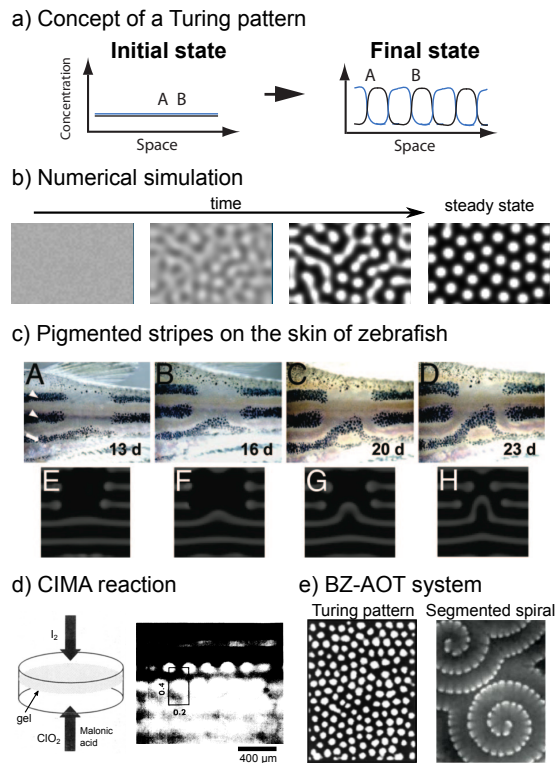 a) Concept of a Turing pattern
Initial state
Final state
Concentration
A B
Space
A B
Space
b) Numerical simulation
time
steady state
c) Pigmented stripes on the skin of zebrafish
A B C D
13 d 16 d 20 d 23 d
E F G H
d) CIMA reaction
I2
gel
ClO2
Malonic
acid
0.4
0.2
400 μm
e) BZ-AOT system
Turing pattern
Segmented spiral